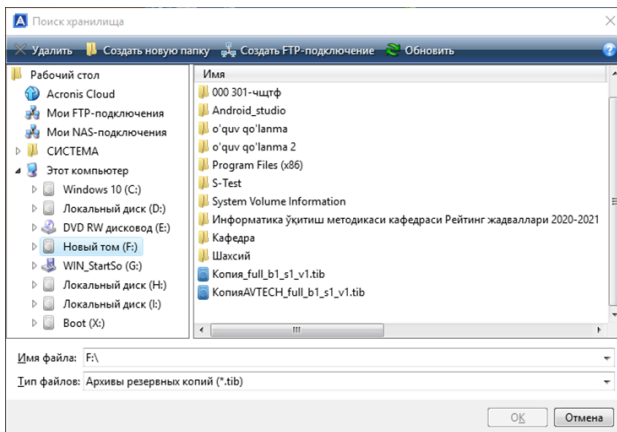 Поиск хранилища
Удалить Создать новую папку Создать FTP-подключение Обновить
Рабочий стол
Acronis Cloud
Мои FTP-подключения
Мои NAS-подключения
СИСТЕМА
Этот компьютер
Windows 10 (C:)
Локальный диск (D:)
DVD RW дисковод (E:)
Новый том (F:)
WIN_StartSo (G:)
Локальный диск (H:)
Локальный диск (I:)
Boot (X:)
Имя
000 301-чщтф
Android_studio
o'quv qo'lanma
o'quv qo'lanma 2
Program Files (x86)
S-Test
System Volume Information
Информатика ўқитиш методикаси кафедраси Рейтинг жадваллари 2020-2021
Кафедра
Шахсий
Копия_full_b1_s1_v1.tib
КопияAVTECH_full_b1_s1_v1.tib
Имя файла: F:\
Тип файлов: Архивы резервных копий (*.tib)
OK Отмена